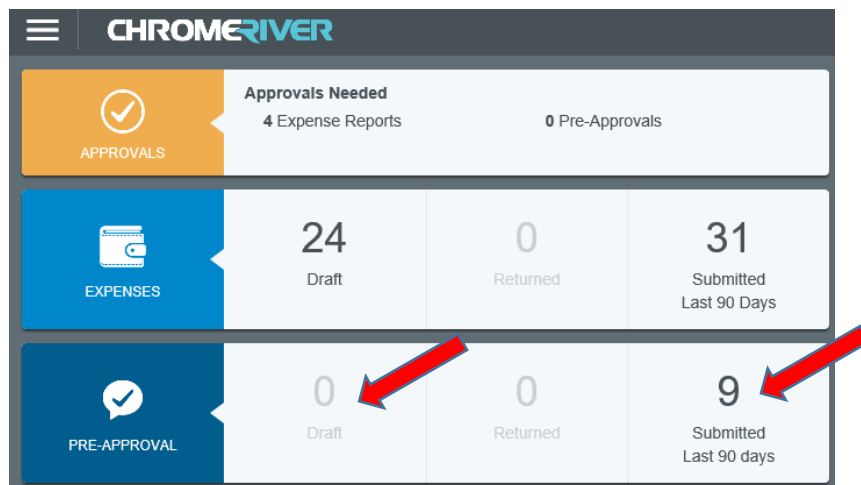 CHROMERIVER
Approvals Needed
4 Expense Reports 0 Pre-Approvals
APPROVALS
24 0 31
Draft Returned Submitted
Last 90 Days
EXPENSES
0 0 9
Draft Returned Submitted
Last 90 days
PRE-APPROVAL